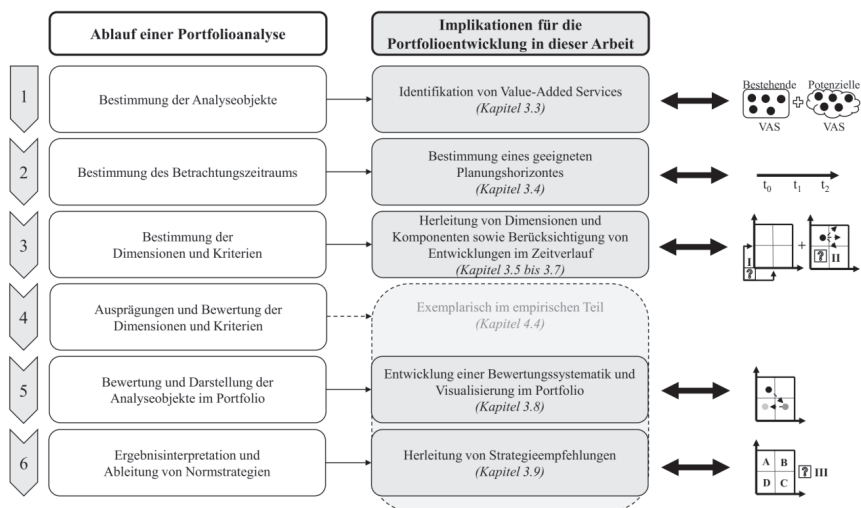 Ablauf einer Portfolioanalyse
Implikationen für die
Portfolioentwicklung in dieser Arbeit
1
Bestimmung der Analyseobjekte
Identifikation von Value-Added Services
(Kapitel 3.3)
Bestehende
Potenzielle
VAS
VAS
2
Bestimmung des Betrachtungszeitraums
Bestimmung eines geeigneten
Planungshorizontes
(Kapitel 3.4)
t0 t1 t2
3
Bestimmung der
Dimensionen und Kriterien
Herleitung von Dimensionen und
Komponenten sowie Berücksichtigung von
Entwicklungen im Zeitverlauf
(Kapitel 3.5 bis 3.7)
I
?
+
? II
4
Ausprägungen und Bewertung der
Dimensionen und Kriterien
Exemplarisch im empirischen Teil
(Kapitel 4.4)
5
Bewertung und Darstellung der
Analyseobjekte im Portfolio
Entwicklung einer Bewertungssystematik und
Visualisierung im Portfolio
(Kapitel 3.8)
6
Ergebnisinterpretation und
Ableitung von Normstrategien
Herleitung von Strategieempfehlungen
(Kapitel 3.9)
A B
D C
? III